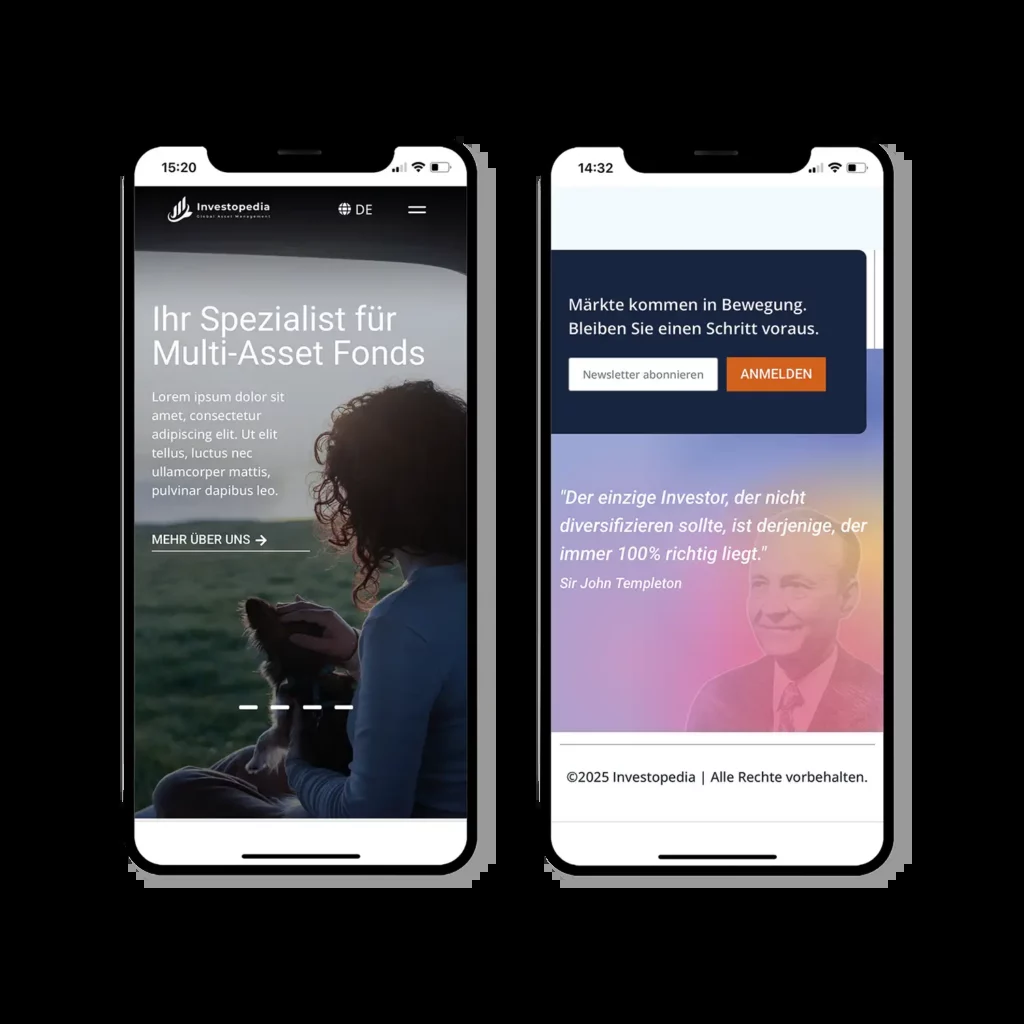 15:20
Investopedia
Global Asset Management
DE
Ihr Spezialist für
Multi-Asset Fonds
Lorem ipsum dolor sit
amet, consectetur
adipiscing elit. Ut elit
tellus, luctus nec
ullamcorper mattis,
pulvinar dapibus leo.
MEHR ÜBER UNS →
14:32
Märkte kommen in Bewegung.
Bleiben Sie einen Schritt voraus.
Newsletter abonnieren
ANMELDEN
"Der einzige Investor, der nicht
diversifizieren sollte, ist derjenige, der
immer 100% richtig liegt."
Sir John Templeton
©2025 Investopedia | Alle Rechte vorbehalten.